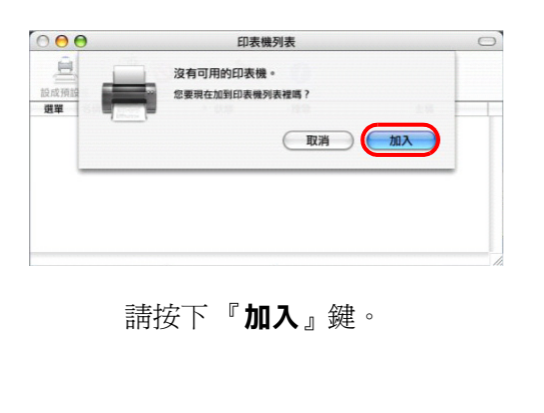 印表機列表
沒有可用的印表機。
您要現在加到印表機列表裡嗎？
設成預設
選單
取消
加入
請按下『加入』鍵。